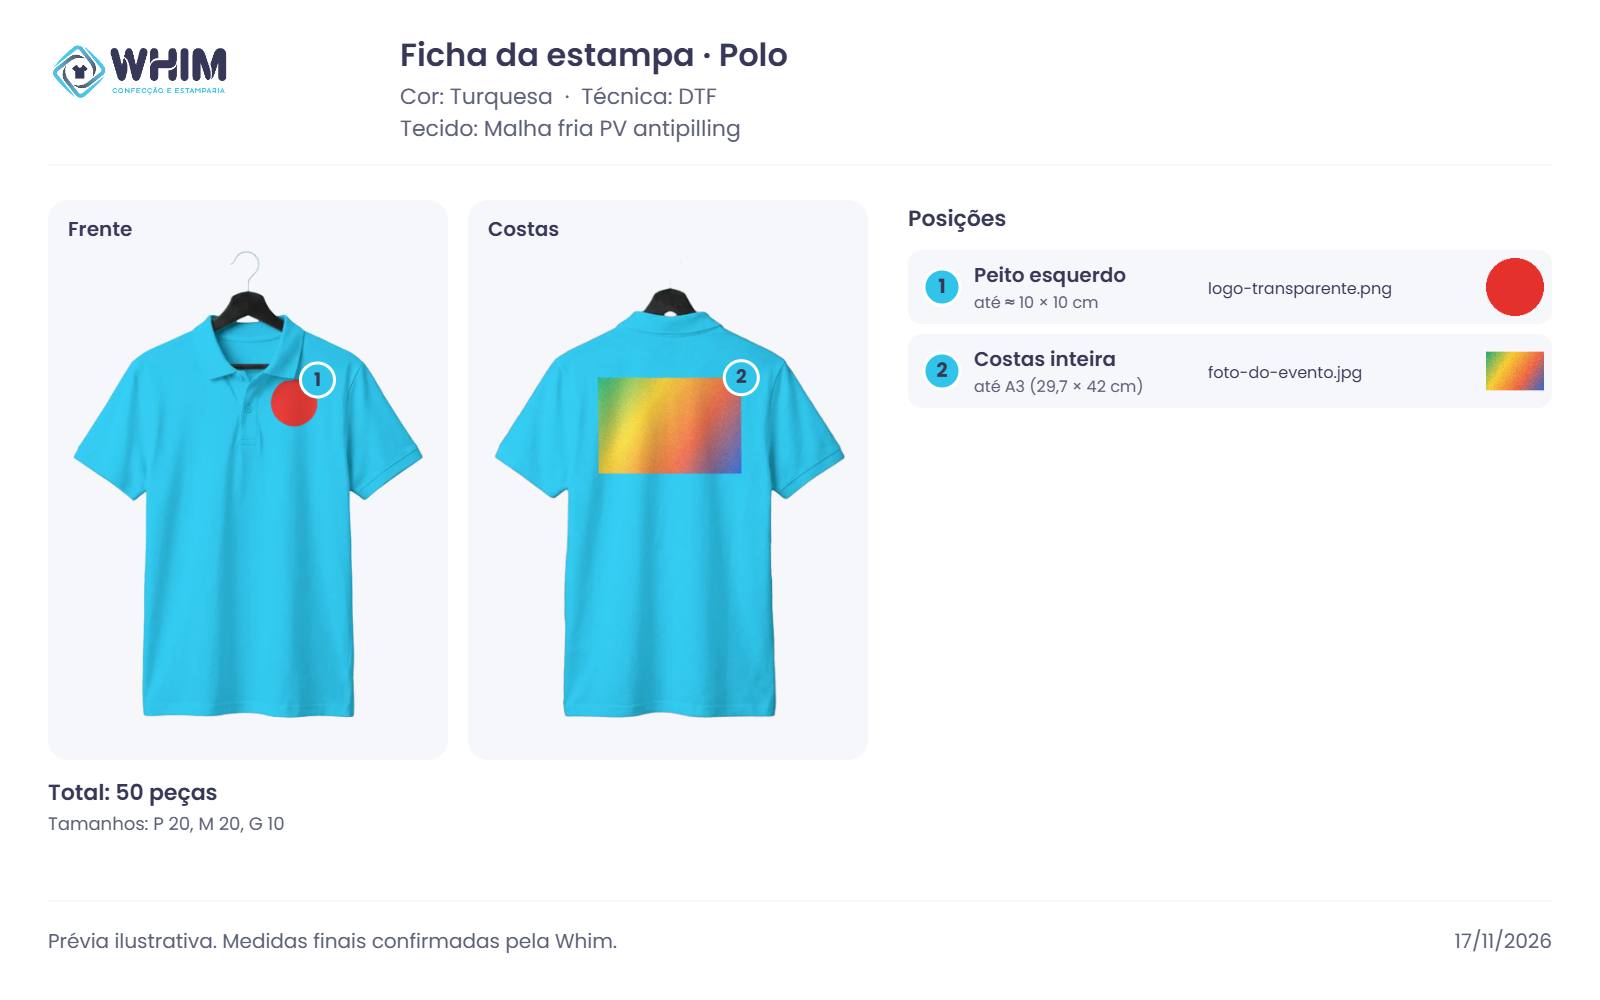 WHIM
CONFECÇÃO E ESTAMPARIA
Ficha da estampa · Polo
Cor: Turquesa · Técnica: DTF
Tecido: Malha fria PV antipilling
Frente
1
Costas
2
Posições
1
Peito esquerdo
até ≈ 10 × 10 cm
logo-transparente.png
2
Costas inteira
até A3 (29,7 × 42 cm)
foto-do-evento.jpg
Total: 50 peças
Tamanhos: P 20, M 20, G 10
Prévia ilustrativa. Medidas finais confirmadas pela Whim.
17/11/2026